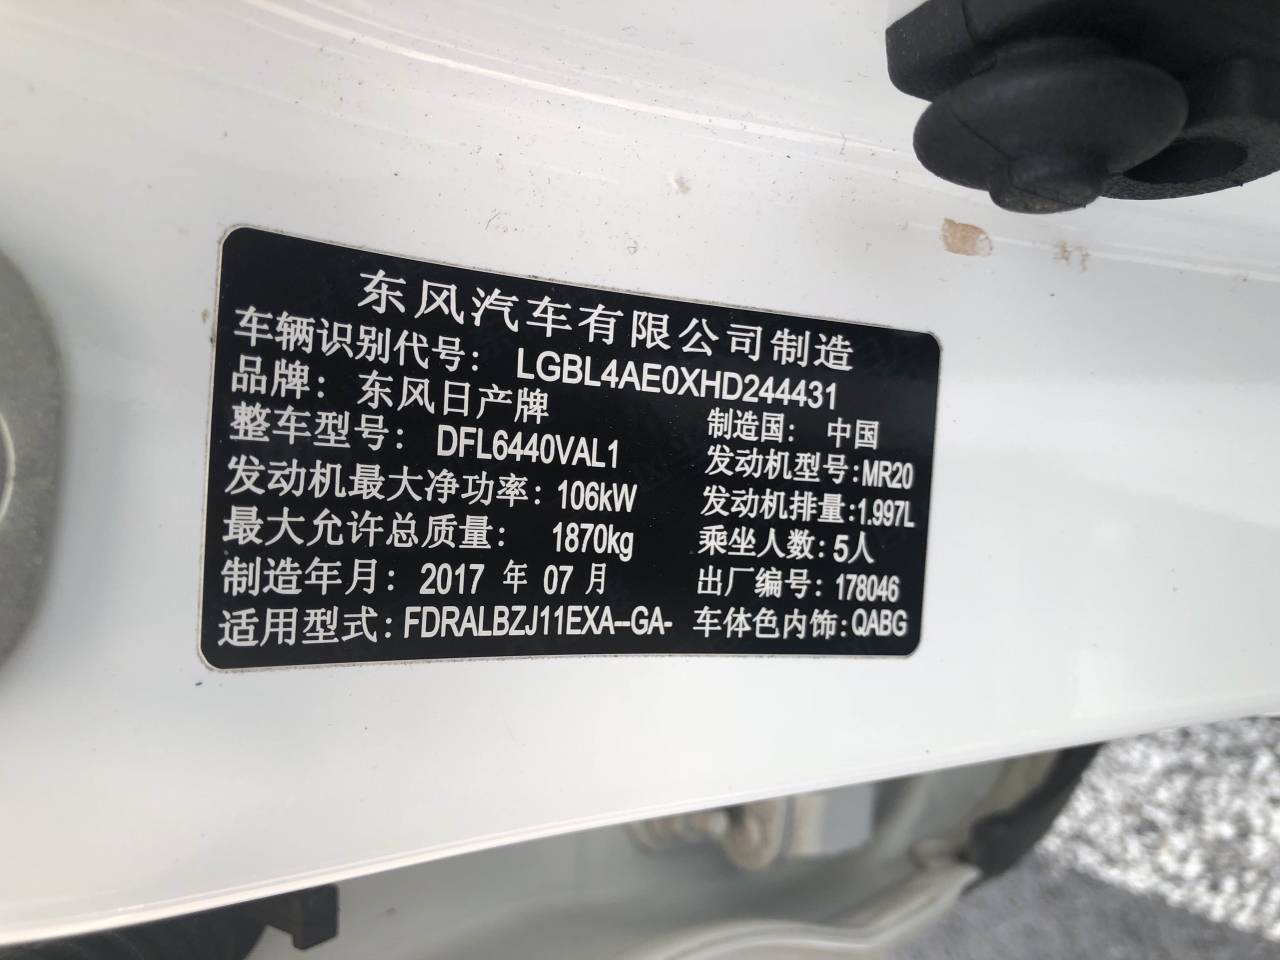 东风汽车有限公司制造
车辆识别代号: LGBL4AE0XHD244431
品牌: 东风日产牌 制造国: 中国
整车型号: DFL6440VAL1 发动机型号:MR20
发动机最大净功率: 106kW 发动机排量:1.997L
最大允许总质量: 1870kg 乘坐人数: 5人
制造年月: 2017 年 07 月 出厂编号: 178046
适用型式: FDRALBZJ11EXA--GA- 车体色内饰:QABG